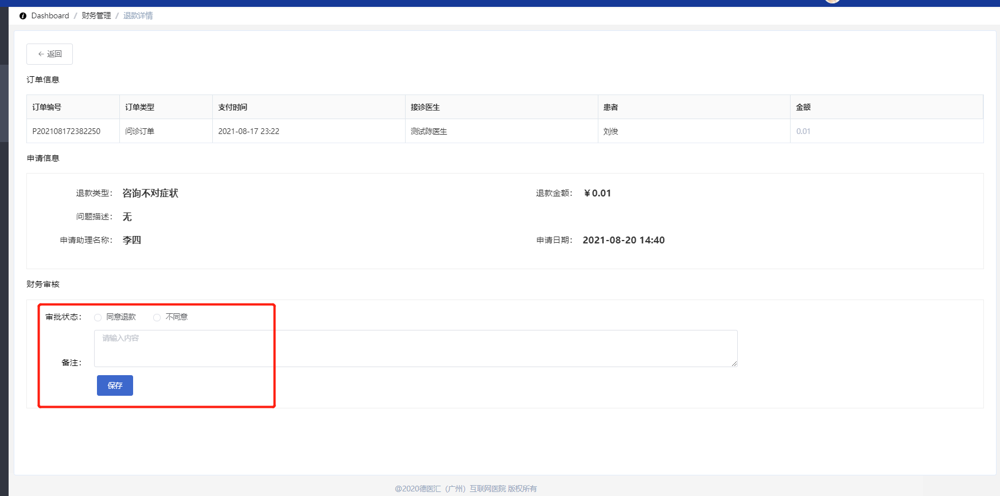 Dashboard / 财务管理 / 退款详情
← 返回
订单信息
订单编号 订单类型 支付时间 接诊医生 患者 金额
P202108172382250 问诊订单 2021-08-17 23:22 测试陈医生 刘俊 0.01
申请信息
退款类型： 咨询不对症状 退款金额： ￥0.01
问题描述： 无
申请助理名称： 李四 申请日期： 2021-08-20 14:40
财务审核
审批状态： 同意退款 不同意
请输入内容
备注：
保存
@2020德医汇（广州）互联网医院 版权所有